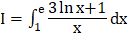 I = ∫₁ᵉ (3 ln x + 1)/x dx